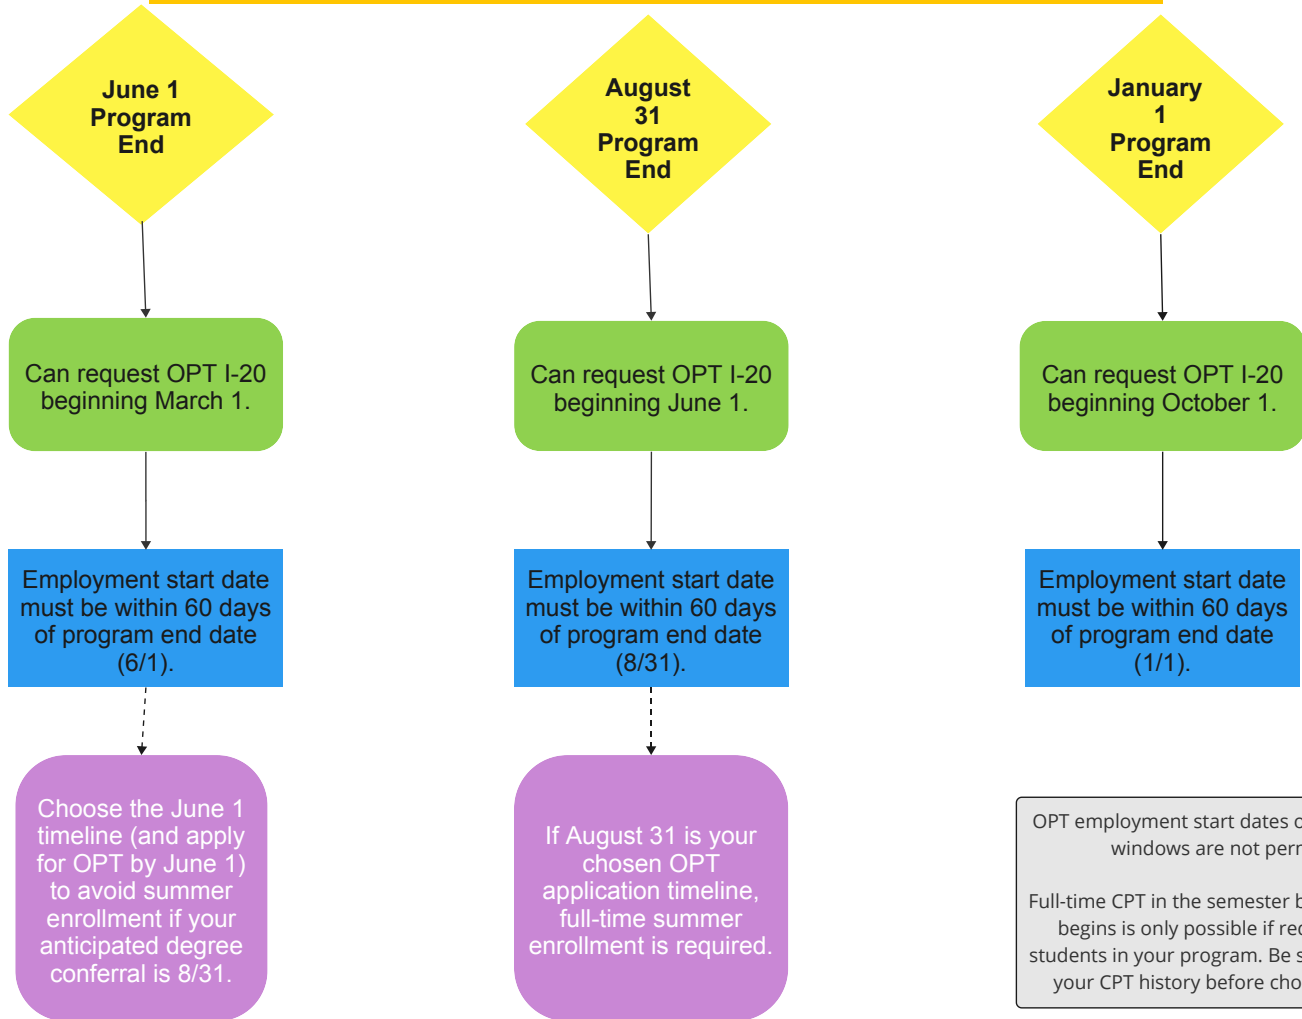 June 1
Program
End
Can request OPT I-20
beginning March 1.
Employment start date
must be within 60 days
of program end date
(6/1).
Choose the June 1
timeline (and apply
for OPT by June 1)
to avoid summer
enrollment if your
anticipated degree
conferral is 8/31.
August
31
Program
End
Can request OPT I-20
beginning June 1.
Employment start date
must be within 60 days
of program end date
(8/31).
If August 31 is your
chosen OPT
application timeline,
full-time summer
enrollment is required.
January
1
Program
End
Can request OPT I-20
beginning October 1.
Employment start date
must be within 60 days
of program end date
(1/1).
OPT employment start dates
windows are not
Full-time CPT in the semester
begins is only possible if
students in your program. Be
your CPT history before